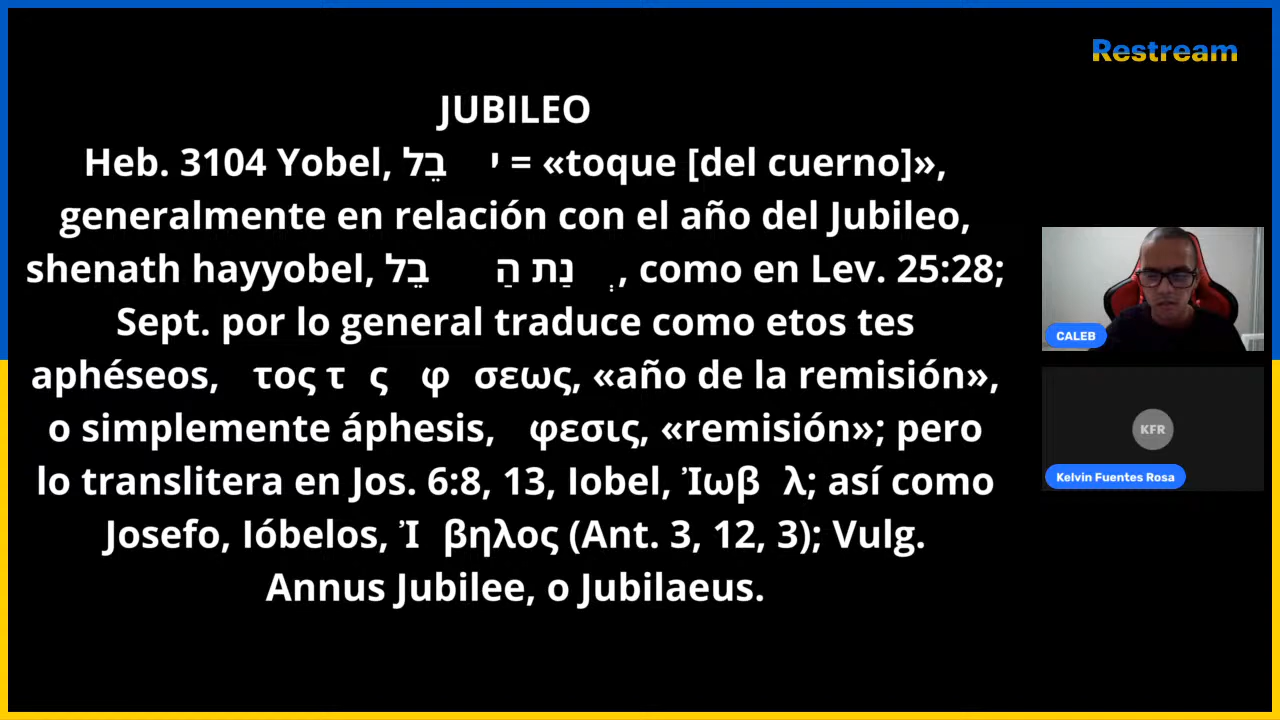 Restream
JUBILEO
Heb. 3104 Yobel, י בֵל = «toque [del cuerno]»,
generalmente en relación con el año del Jubileo,
shenath hayyobel, ְ נַת הַ בֵל, como en Lev. 25:28;
Sept. por lo general traduce como etos tes
aphéseos, τος τ ς φ σεως, «año de la remisión»,
o simplemente áphesis, φεσις, «remisión»; pero
lo translitera en Jos. 6:8, 13, Iobel, Ἰωβ λ; así como
Josefo, Ióbelos, Ἰ βηλος (Ant. 3, 12, 3); Vulg.
Annus Jubilee, o Jubilaeus.
CALEB
KFR
Kelvin Fuentes Rosa